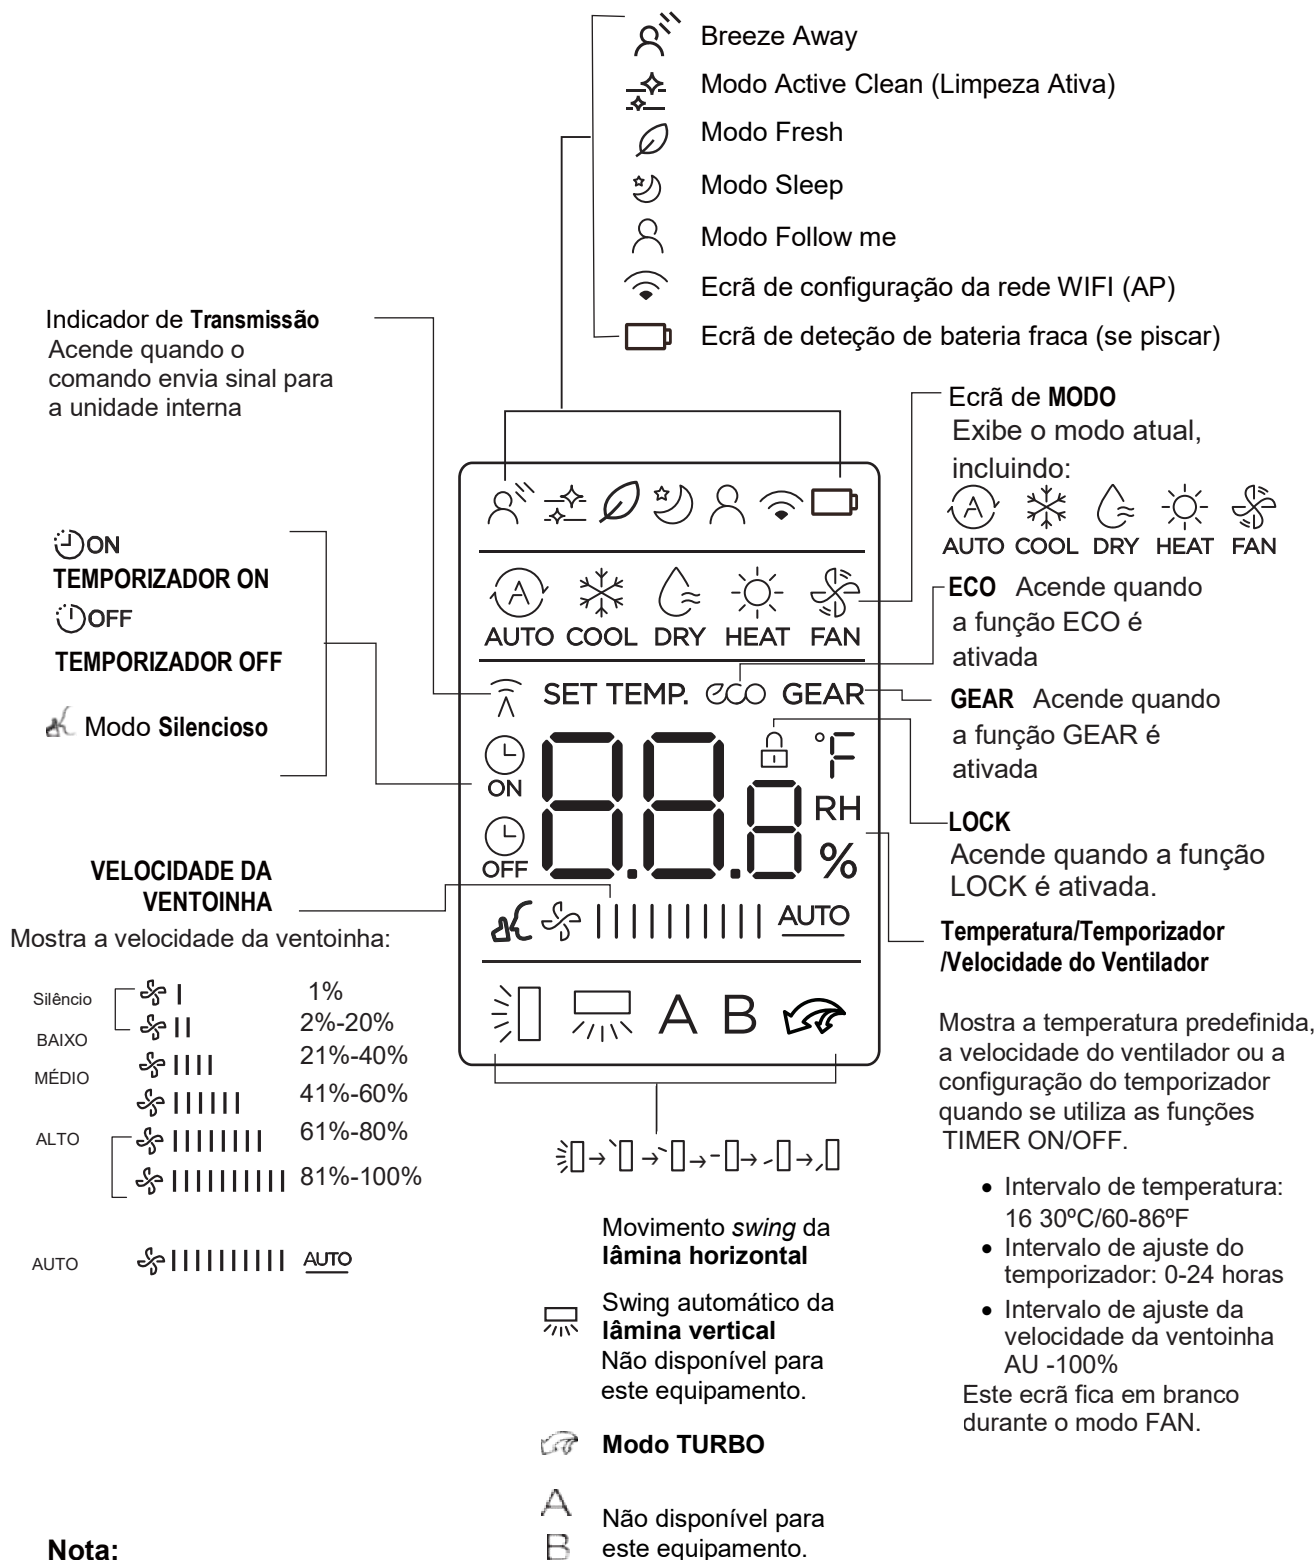 Breeze Away
Modo Active Clean (Limpeza Ativa)
Modo Fresh
Modo Sleep
Modo Follow me
Ecrã de configuração da rede WIFI (AP)
Ecrã de deteção de bateria fraca (se piscar)
Indicador de Transmissão
Acende quando o
comando envia sinal para
a unidade interna
ON
TEMPORIZADOR ON
OFF
TEMPORIZADOR OFF
Modo Silencioso
VELOCIDADE DA
VENTOINHA
Mostra a velocidade da ventoinha:
Silêncio
1%
2%-20%
BAIXO
21%-40%
MÉDIO
41%-60%
ALTO
61%-80%
81%-100%
AUTO
AUTO
A
AUTO COOL DRY HEAT FAN
SET TEMP. eco GEAR
ON
88.8
°F
RH
OFF
%
AUTO
A B
Movimento swing da
lâmina horizontal
Swing automático da
lâmina vertical
Não disponível para
este equipamento.
Modo TURBO
A
B
Não disponível para
este equipamento.
Ecrã de MODO
Exibe o modo atual,
incluindo:
A
AUTO COOL DRY HEAT FAN
ECO Acende quando
a função ECO é
ativada
GEAR Acende quando
a função GEAR é
ativada
LOCK
Acende quando a função
LOCK é ativada.
Temperatura/Temporizador
/Velocidade do Ventilador
Mostra a temperatura predefinida,
a velocidade do ventilador ou a
configuração do temporizador
quando se utiliza as funções
TIMER ON/OFF.
• Intervalo de temperatura:
16 30ºC/60-86ºF
• Intervalo de ajuste do
temporizador: 0-24 horas
• Intervalo de ajuste da
velocidade da ventoinha
AU -100%
Este ecrã fica em branco
durante o modo FAN.
Nota: